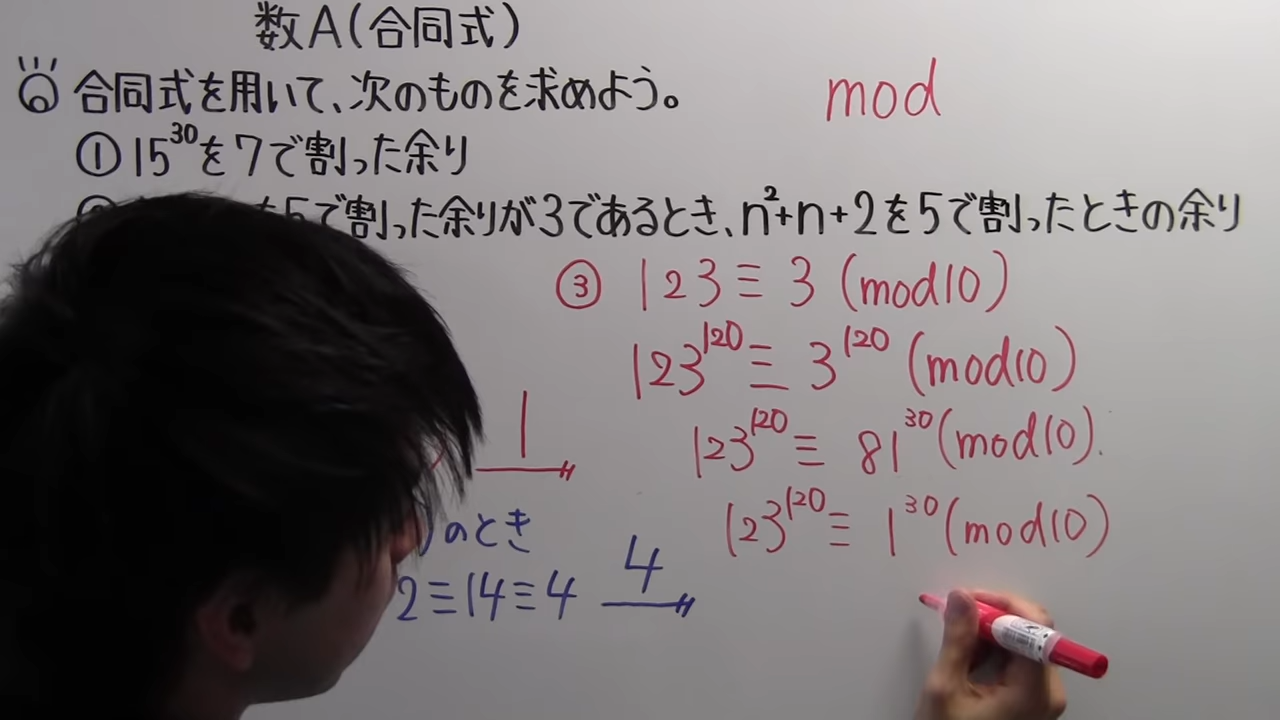 数A(合同式)
合同式を用いて、次のものを求めよう。
mod
① 15³⁰を7で割った余り
を5で割った余りが3であるとき、n²+n+2を5で割ったときの余り
③ 123≡3 (mod10)
123¹²⁰≡3¹²⁰ (mod10)
123¹²⁰≡81³⁰ (mod10).
1
123¹²⁰≡1³⁰ (mod10)
)のとき
2≡14≡4
4